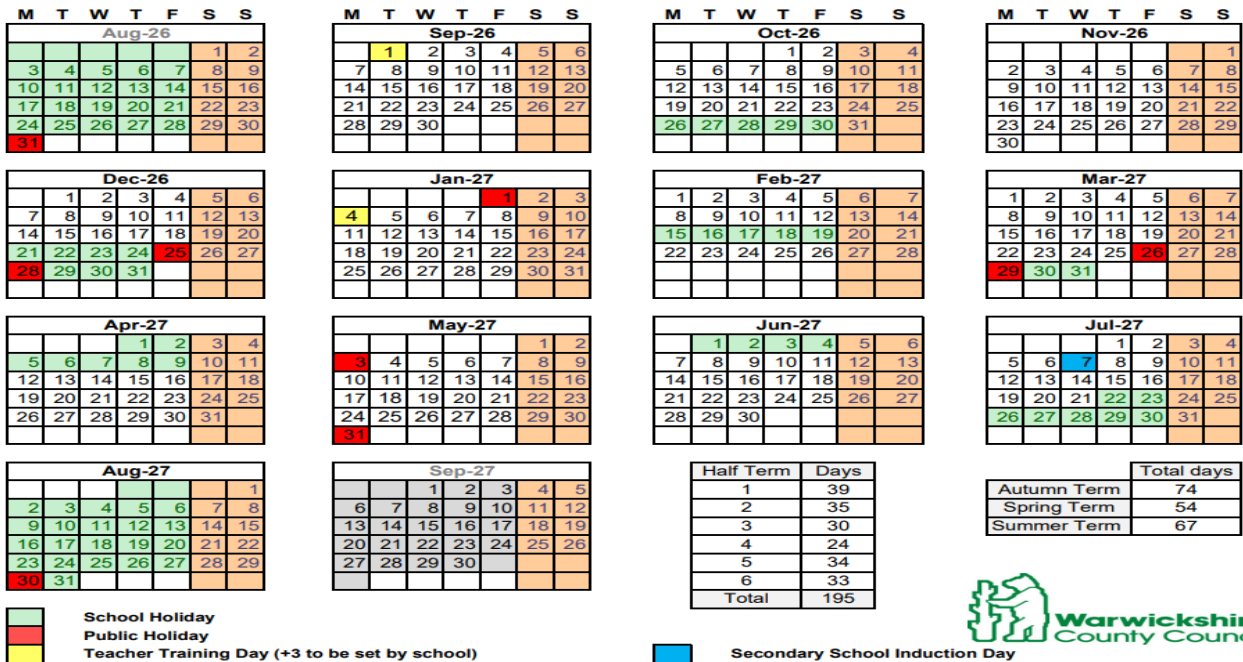 M T W T F S S
Aug-26
1 2
3 4 5 6 7 8 9
10 11 12 13 14 15 16
17 18 19 20 21 22 23
24 25 26 27 28 29 30
31
M T W T F S S
Sep-26
1 2 3 4 5 6
7 8 9 10 11 12 13
14 15 16 17 18 19 20
21 22 23 24 25 26 27
28 29 30
M T W T F S S
Oct-26
1 2 3 4
5 6 7 8 9 10 11
12 13 14 15 16 17 18
19 20 21 22 23 24 25
26 27 28 29 30 31
M T W T F S S
Nov-26
1
2 3 4 5 6 7 8
9 10 11 12 13 14 15
16 17 18 19 20 21 22
23 24 25 26 27 28 29
30
Dec-26
1 2 3 4 5 6
7 8 9 10 11 12 13
14 15 16 17 18 19 20
21 22 23 24 25 26 27
28 29 30 31
Jan-27
1 2 3
4 5 6 7 8 9 10
11 12 13 14 15 16 17
18 19 20 21 22 23 24
25 26 27 28 29 30 31
Feb-27
1 2 3 4 5 6 7
8 9 10 11 12 13 14
15 16 17 18 19 20 21
22 23 24 25 26 27 28
Mar-27
1 2 3 4 5 6 7
8 9 10 11 12 13 14
15 16 17 18 19 20 21
22 23 24 25 26 27 28
29 30 31
Apr-27
1 2 3 4
5 6 7 8 9 10 11
12 13 14 15 16 17 18
19 20 21 22 23 24 25
26 27 28 29 30 31
May-27
1 2
3 4 5 6 7 8 9
10 11 12 13 14 15 16
17 18 19 20 21 22 23
24 25 26 27 28 29 30
31
Jun-27
1 2 3 4 5 6
7 8 9 10 11 12 13
14 15 16 17 18 19 20
21 22 23 24 25 26 27
28 29 30
Jul-27
1 2 3 4
5 6 7 8 9 10 11
12 13 14 15 16 17 18
19 20 21 22 23 24 25
26 27 28 29 30 31
Aug-27
1
2 3 4 5 6 7 8
9 10 11 12 13 14 15
16 17 18 19 20 21 22
23 24 25 26 27 28 29
30 31
Sep-27
1 2 3 4 5
6 7 8 9 10 11 12
13 14 15 16 17 18 19
20 21 22 23 24 25 26
27 28 29 30
Half Term Days
1 39
2 35
3 30
4 24
5 34
6 33
Total 195
Total days
Autumn Term 74
Spring Term 54
Summer Term 67
School Holiday
Public Holiday
Teacher Training Day (+3 to be set by school)
Secondary School Induction Day
Warwickshi
County Counc